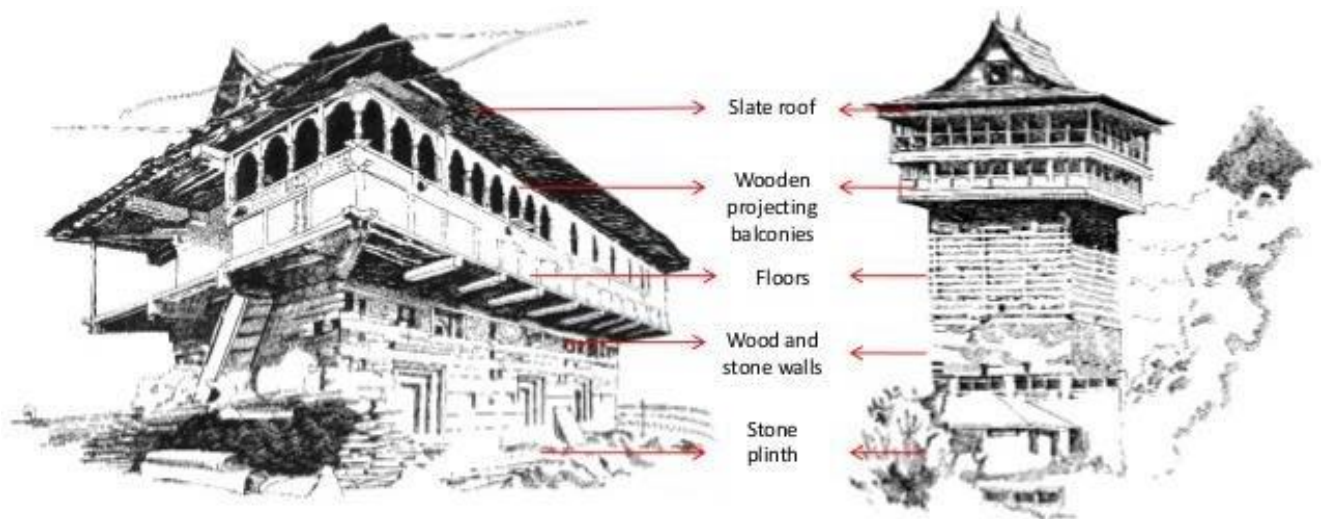 Slate roof
Wooden
projecting
balconies
Floors
Wood and
stone walls
Stone
plinth